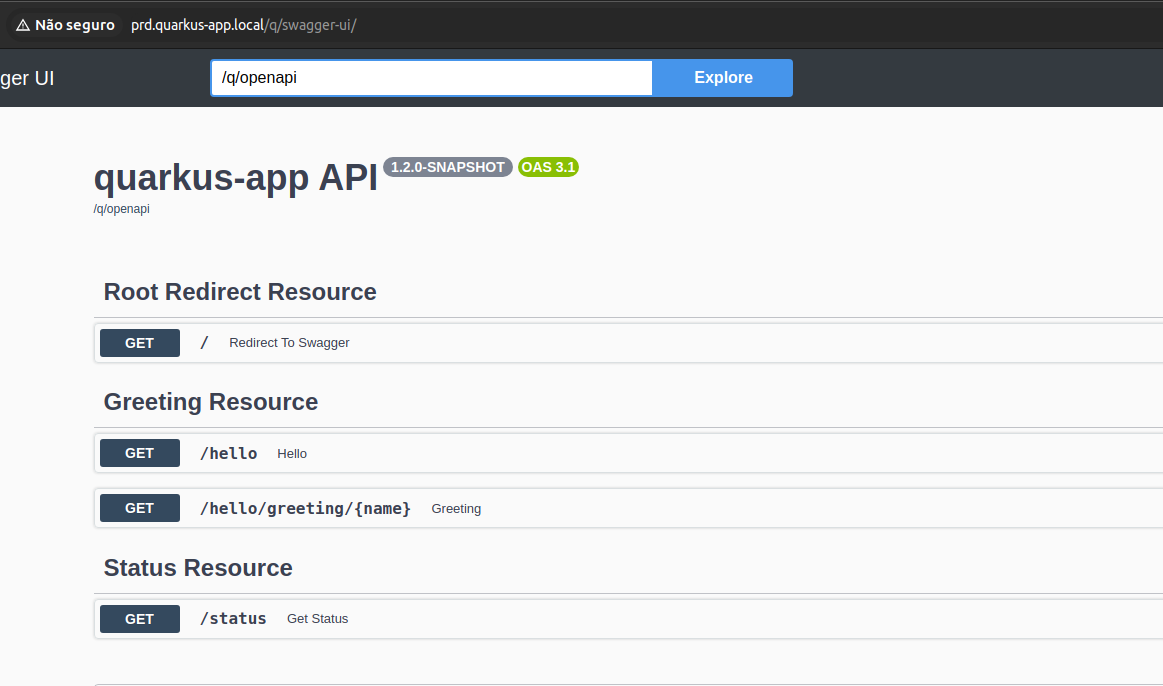 Não seguro prd.quarkus-app.local/q/swagger-ui/
ger UI /q/openapi Explore
quarkus-app API 1.2.0-SNAPSHOT OAS 3.1
/q/openapi
Root Redirect Resource
GET / Redirect To Swagger
Greeting Resource
GET /hello Hello
GET /hello/greeting/{name} Greeting
Status Resource
GET /status Get Status